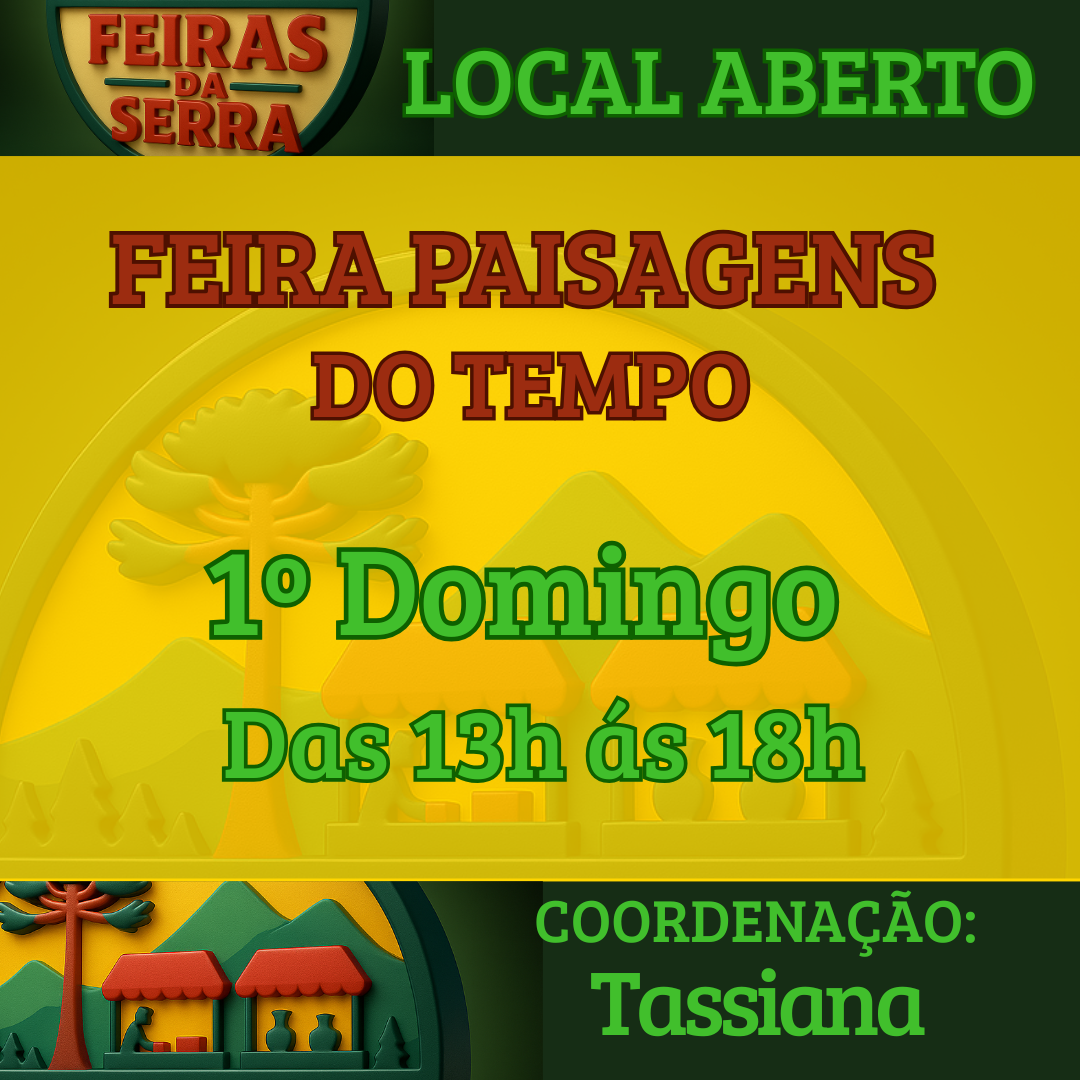 FEIRAS
DA
SERRA
LOCAL ABERTO
FEIRA PAISAGENS
DO TEMPO
1º Domingo
Das 13h ás 18h
COORDENAÇÃO:
Tassiana